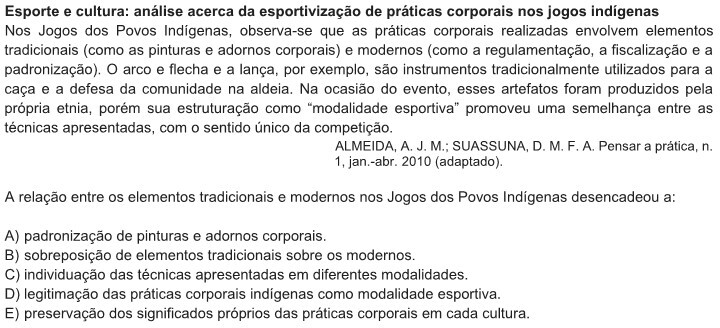 Esporte e cultura: análise acerca da esportivização de práticas corporais nos jogos indígenas
Nos Jogos dos Povos Indígenas, observa-se que as práticas corporais realizadas envolvem elementos
tradicionais (como as pinturas e adornos corporais) e modernos (como a regulamentação, a fiscalização e a
padronização). O arco e flecha e a lança, por exemplo, são instrumentos tradicionalmente utilizados para a
caça e a defesa da comunidade na aldeia. Na ocasião do evento, esses artefatos foram produzidos pela
própria etnia, porém sua estruturação como “modalidade esportiva” promoveu uma semelhança entre as
técnicas apresentadas, com o sentido único da competição.
ALMEIDA, A. J. M.; SUASSUNA, D. M. F. A. Pensar a prática, n.
1, jan.-abr. 2010 (adaptado).
A relação entre os elementos tradicionais e modernos nos Jogos dos Povos Indígenas desencadeou a:
A) padronização de pinturas e adornos corporais.
B) sobreposição de elementos tradicionais sobre os modernos.
C) individuação das técnicas apresentadas em diferentes modalidades.
D) legitimação das práticas corporais indígenas como modalidade esportiva.
E) preservação dos significados próprios das práticas corporais em cada cultura.